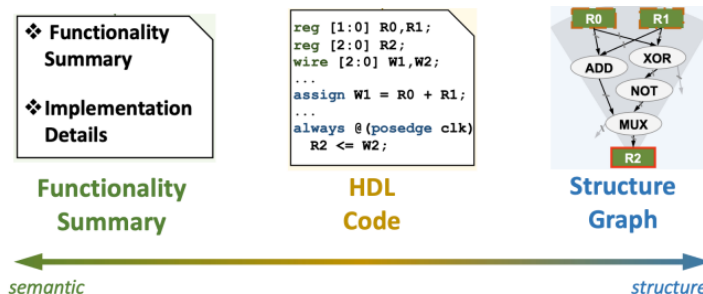 ❖ Functionality
Summary
❖Implementation
Details
reg [1:0] R0,R1;
reg [2:0] R2;
wire [2:0] W1,W2;
...
assign W1 = R0 + R1;
...
always @(posedge clk)
R2 <= W2;
R0 R1
ADD XOR
NOT
MUX
R2
Functionality
Summary
HDL
Code
Structure
Graph
semantic structure